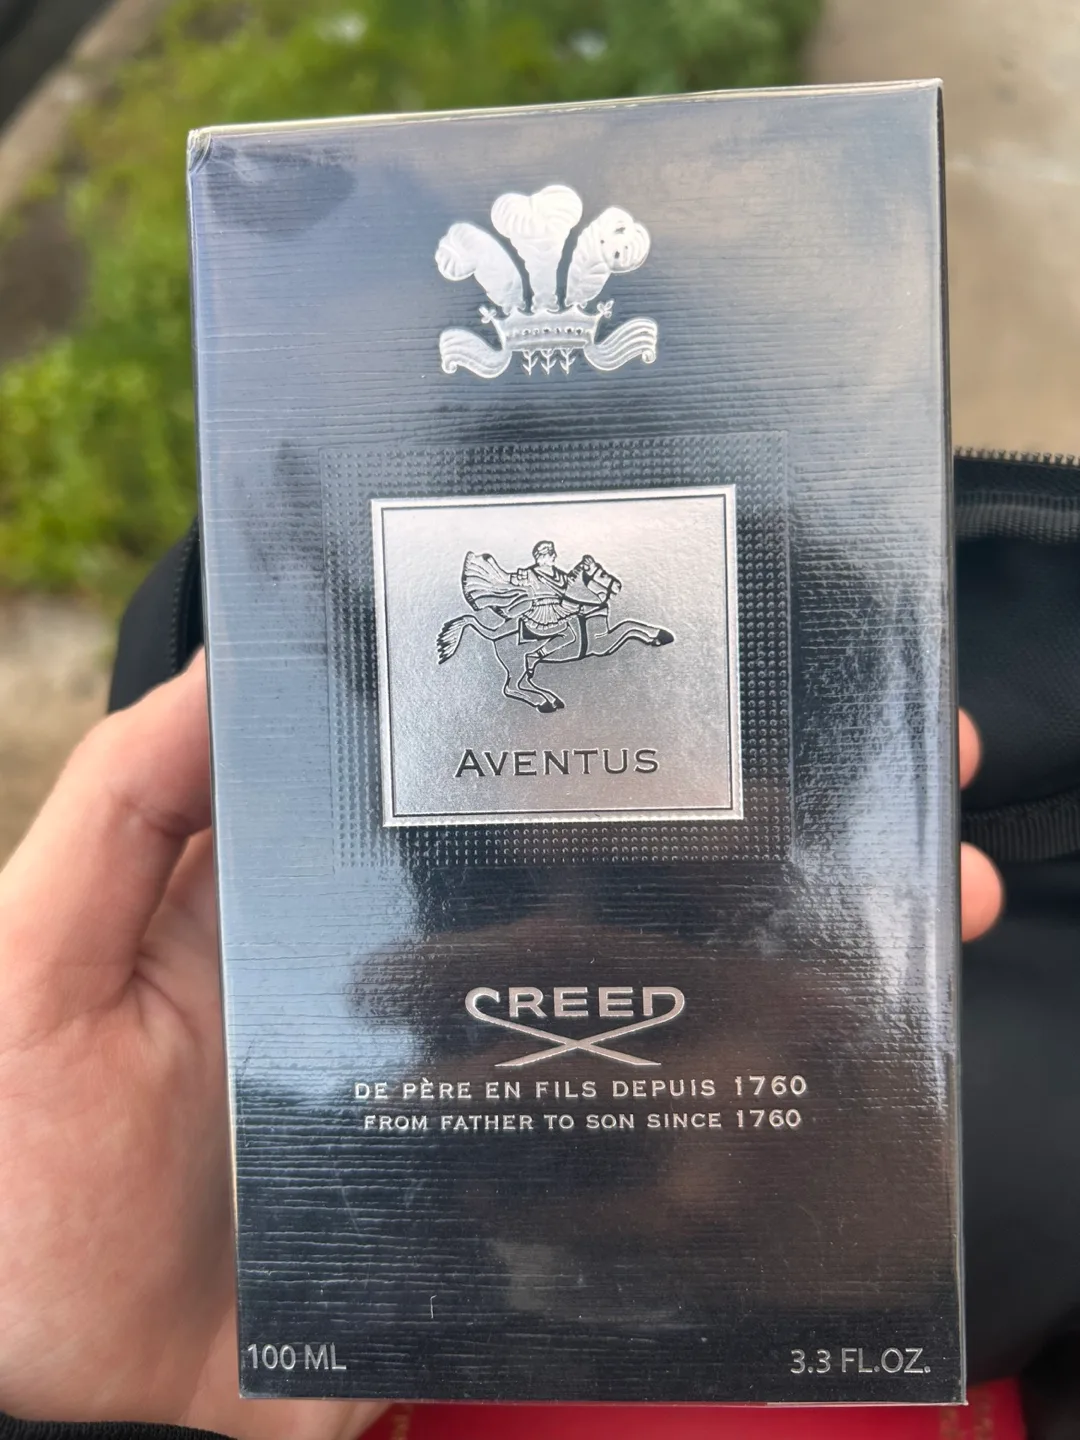 AVENTUS
CREED
DE PÈRE EN FILS DEPUIS 1760
FROM FATHER TO SON SINCE 1760
100 ML
3.3 FL.OZ.